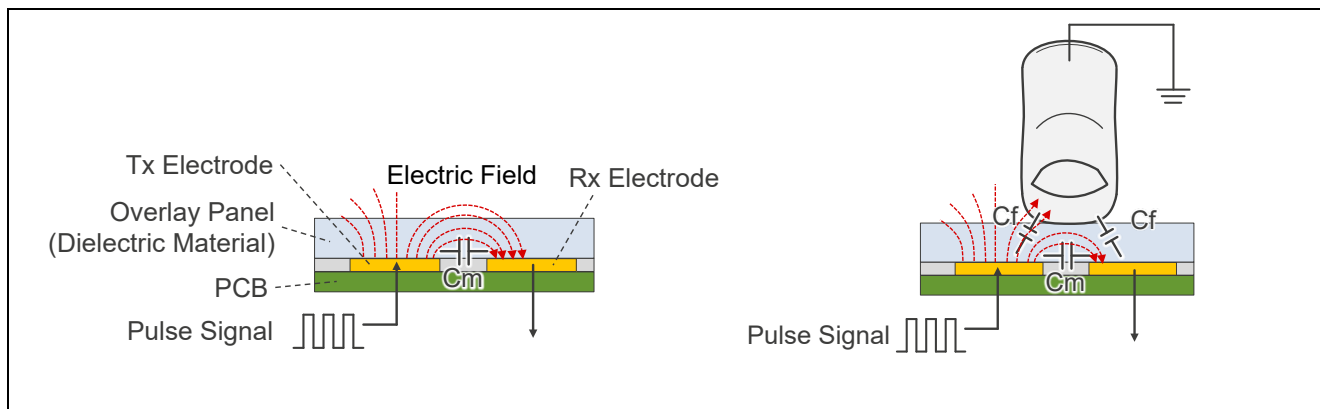 Tx Electrode
Electric Field
Rx Electrode
Overlay Panel
(Dielectric Material)
Cm
PCB
Pulse Signal
Cf
Cf
Cm
Pulse Signal